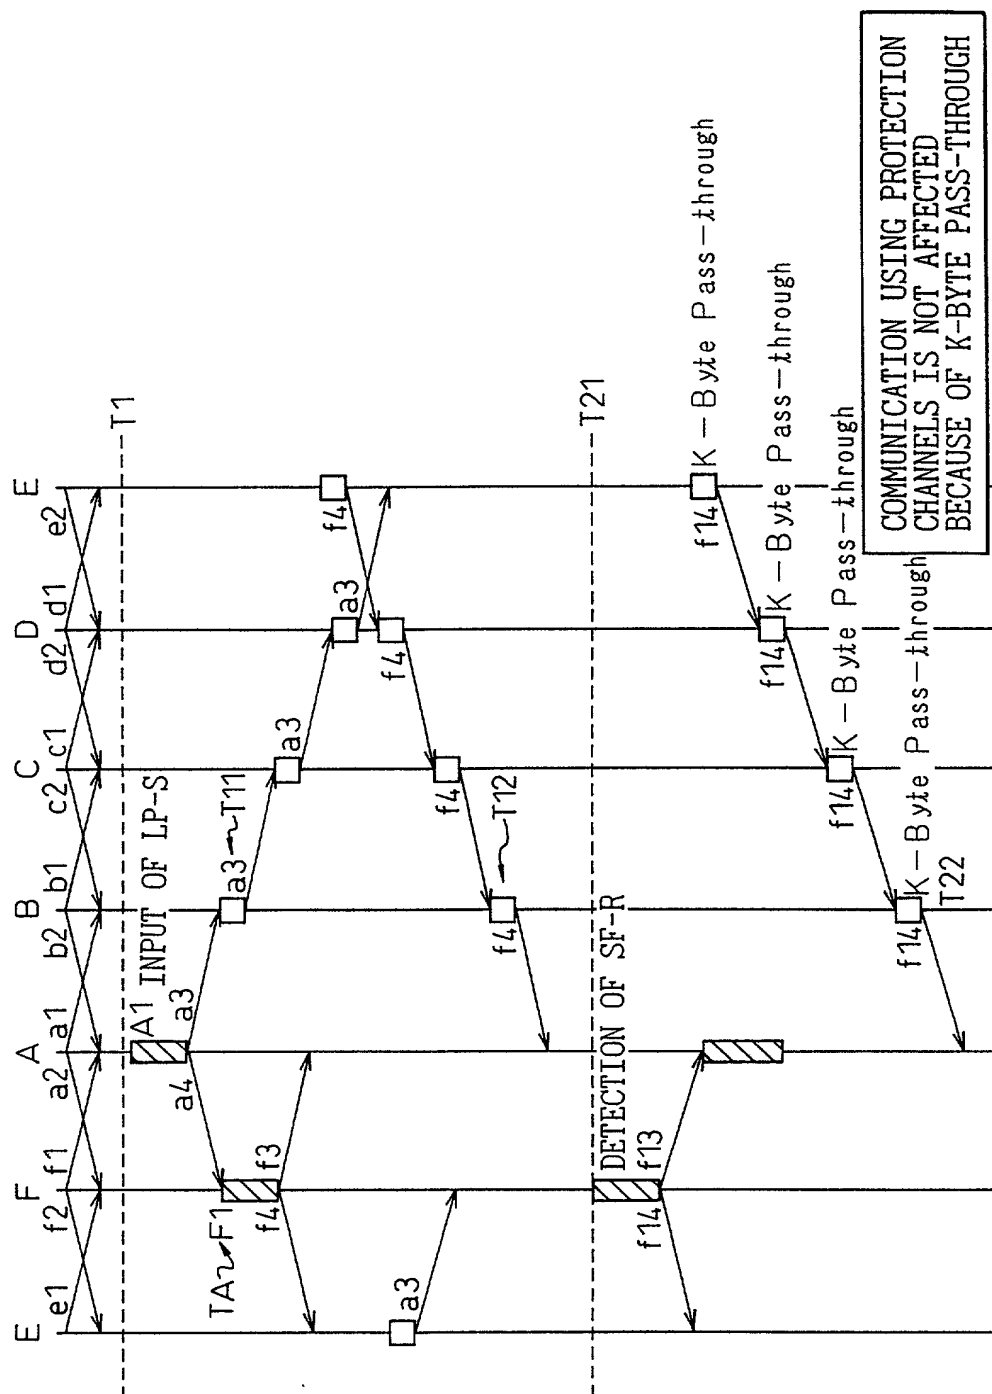 E F A B C D E
e1 f2 f1 a2 a1 b2 b1 c2 c1 d2 d1 e2
T1
A1 INPUT OF LP-S
a4 a3
a3 T11
a3
a3
f4
TA F1
f4 f3
f4
f4
f4 T12
a3
T21
DETECTION OF SF-R
f14 f13
f14 K-Byte Pass-through
f14 K-Byte Pass-through
f14 K-Byte Pass-through
f14 K-Byte Pass-through
T22
COMMUNICATION USING PROTECTION
CHANNELS IS NOT AFFECTED
BECAUSE OF K-BYTE PASS-THROUGH